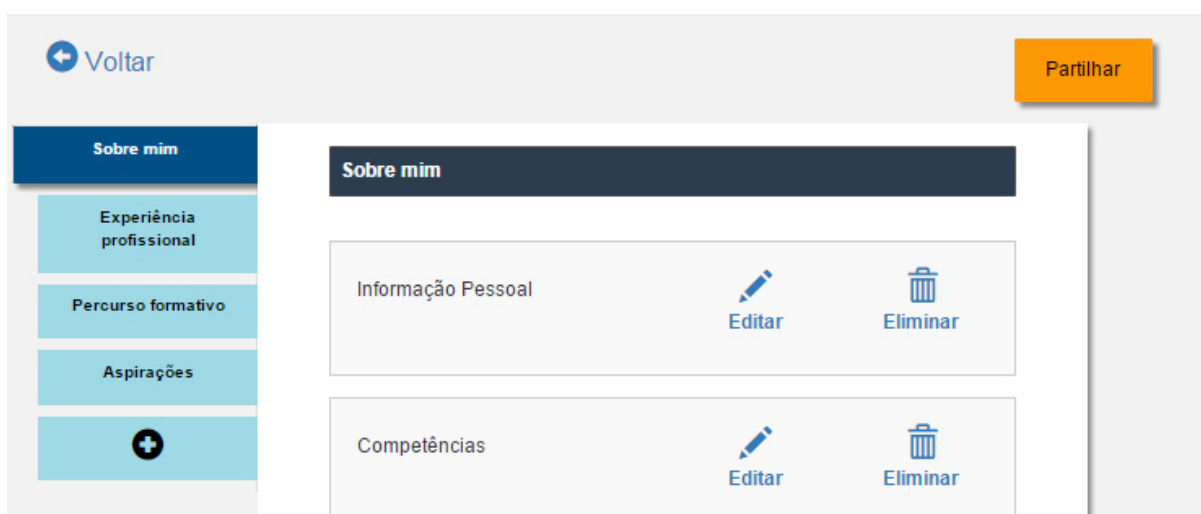 Voltar
Partilhar
Sobre mim
Experiência
profissional
Percurso formativo
Aspirações
Sobre mim
Informação Pessoal
Editar
Eliminar
Competências
Editar
Eliminar